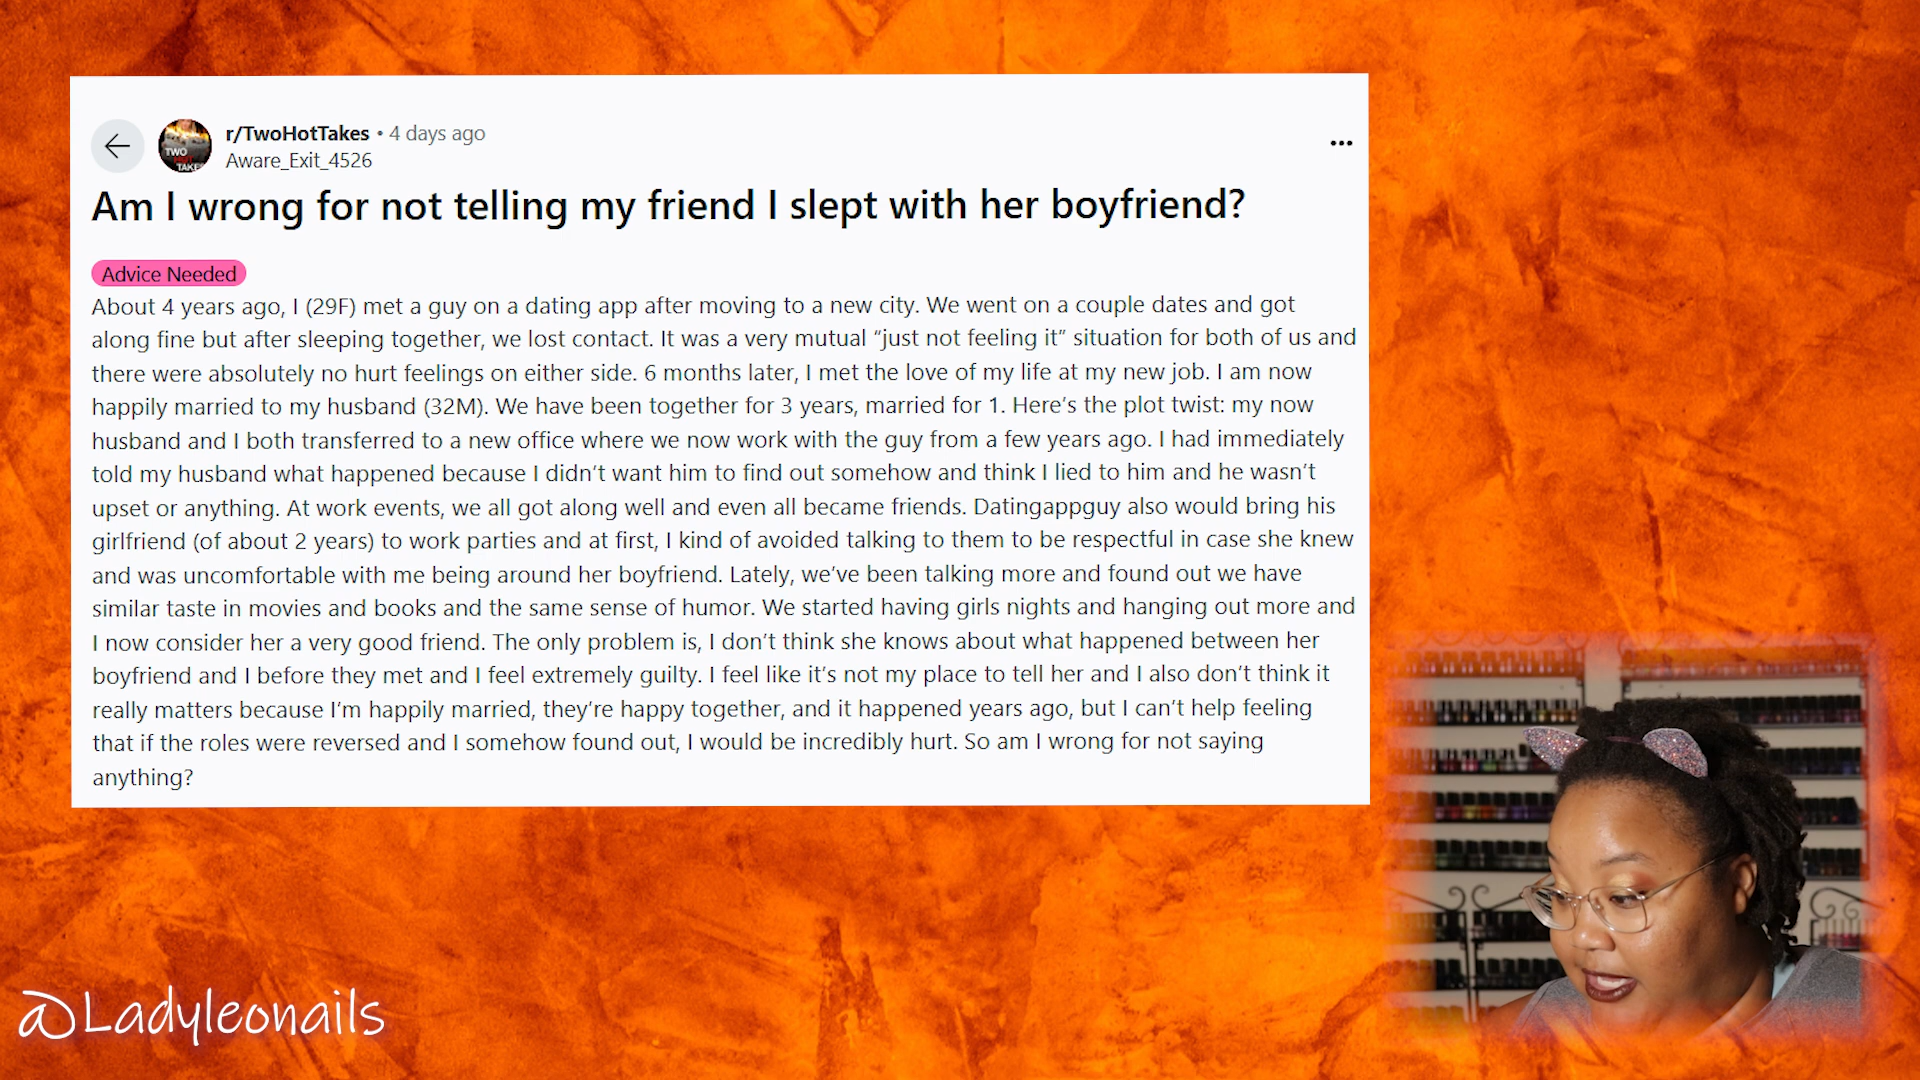 r/TwoHotTakes • 4 days ago
Aware_Exit_4526
TWO
HOT
TAKES
Am I wrong for not telling my friend I slept with her boyfriend?
Advice Needed
About 4 years ago, I (29F) met a guy on a dating app after moving to a new city. We went on a couple dates and got
along fine but after sleeping together, we lost contact. It was a very mutual “just not feeling it” situation for both of us and
there were absolutely no hurt feelings on either side. 6 months later, I met the love of my life at my new job. I am now
happily married to my husband (32M). We have been together for 3 years, married for 1. Here’s the plot twist: my now
husband and I both transferred to a new office where we now work with the guy from a few years ago. I had immediately
told my husband what happened because I didn’t want him to find out somehow and think I lied to him and he wasn’t
upset or anything. At work events, we all got along well and even all became friends. Datingappguy also would bring his
girlfriend (of about 2 years) to work parties and at first, I kind of avoided talking to them to be respectful in case she knew
and was uncomfortable with me being around her boyfriend. Lately, we’ve been talking more and found out we have
similar taste in movies and books and the same sense of humor. We started having girls nights and hanging out more and
I now consider her a very good friend. The only problem is, I don’t think she knows about what happened between her
boyfriend and I before they met and I feel extremely guilty. I feel like it’s not my place to tell her and I also don’t think it
really matters because I’m happily married, they’re happy together, and it happened years ago, but I can’t help feeling
that if the roles were reversed and I somehow found out, I would be incredibly hurt. So am I wrong for not saying
anything?
@Ladyleonails